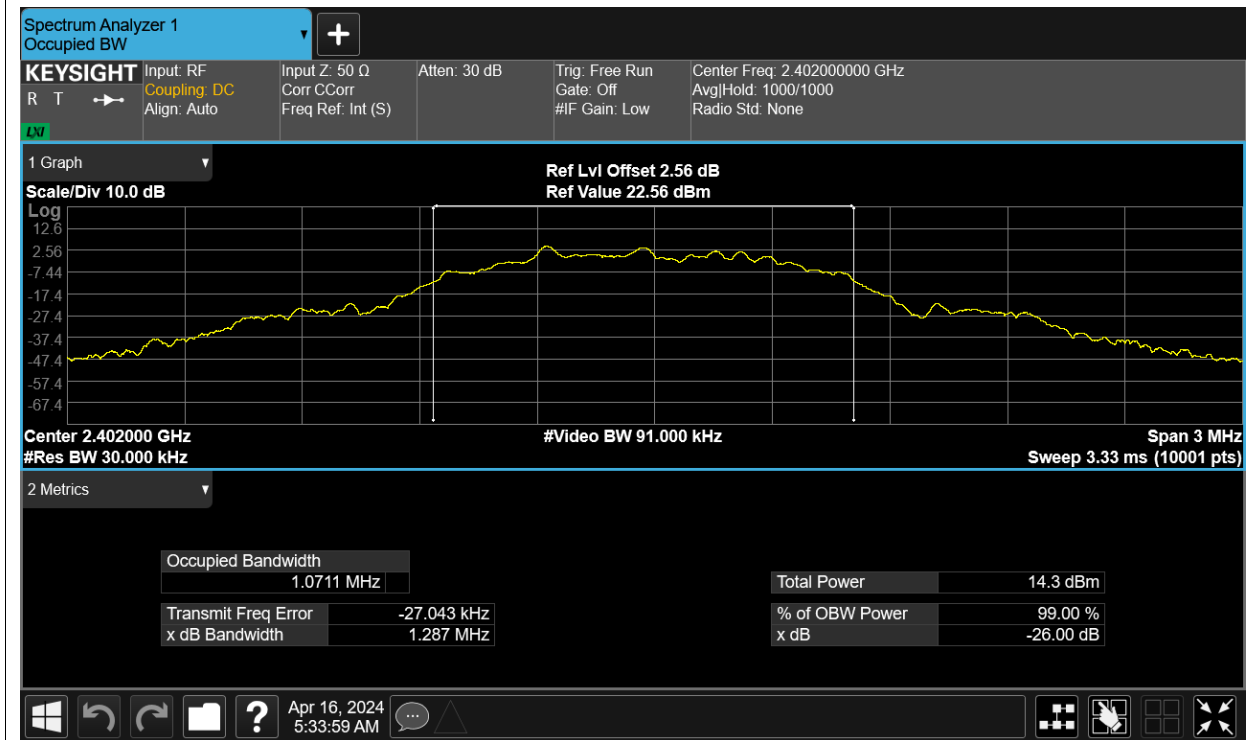 Spectrum Analyzer 1
Occupied BW
+
KEYSIGHT
R T
LXI
Input: RF
Coupling: DC
Align: Auto
Input Z: 50 Ω
Corr CCorr
Freq Ref: Int (S)
Atten: 30 dB
Trig: Free Run
Gate: Off
#IF Gain: Low
Center Freq: 2.402000000 GHz
Avg|Hold: 1000/1000
Radio Std: None
1 Graph
Scale/Div 10.0 dB
Ref Lvl Offset 2.56 dB
Ref Value 22.56 dBm
Log
12.6
2.56
-7.44
-17.4
-27.4
-37.4
-47.4
-57.4
-67.4
Center 2.402000 GHz
#Res BW 30.000 kHz
#Video BW 91.000 kHz
Span 3 MHz
Sweep 3.33 ms (10001 pts)
2 Metrics
Occupied Bandwidth
1.0711 MHz
Transmit Freq Error -27.043 kHz
x dB Bandwidth 1.287 MHz
Total Power 14.3 dBm
% of OBW Power 99.00 %
x dB -26.00 dB
?
Apr 16, 2024
5:33:59 AM